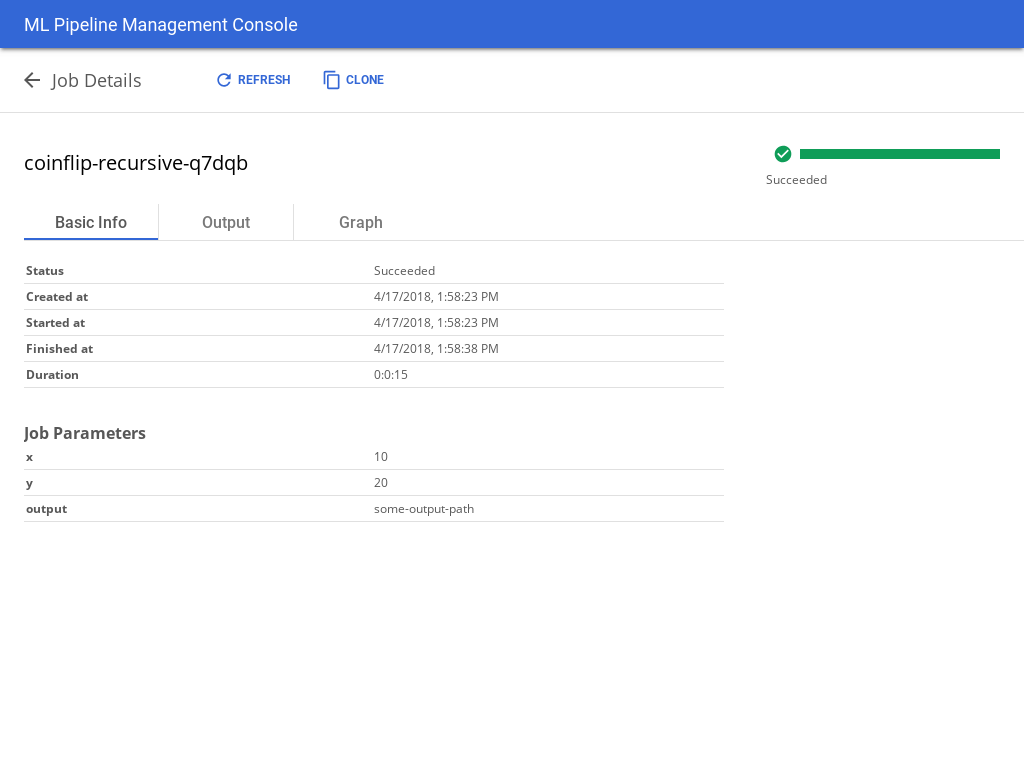 ML Pipeline Management Console
Job Details REFRESH CLONE
coinflip-recursive-q7dqb
Succeeded
Basic Info Output Graph
Status Succeeded
Created at 4/17/2018, 1:58:23 PM
Started at 4/17/2018, 1:58:23 PM
Finished at 4/17/2018, 1:58:38 PM
Duration 0:0:15
Job Parameters
x 10
y 20
output some-output-path